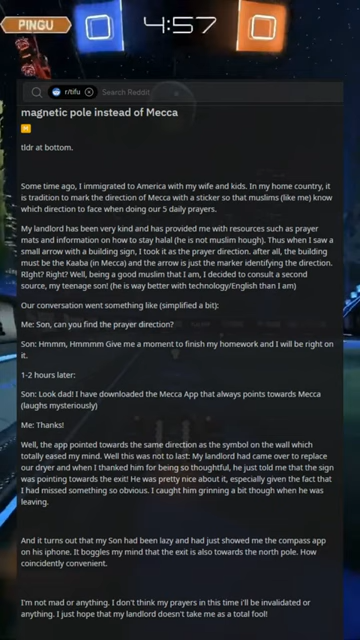 PINGU
0
4:57
0
r/tifu
Search Reddit
magnetic pole instead of Mecca
M
tldr at bottom.
Some time ago, I immigrated to America with my wife and kids. In my home country, it
is tradition to mark the direction of Mecca with a sticker so that muslims (like me) know
which direction to face when doing our 5 daily prayers.
My landlord has been very kind and has provided me with resources such as prayer
mats and information on how to stay halal (he is not muslim hough). Thus when I saw a
small arrow with a building sign, I took it as the prayer direction. after all, the building
must be the Kaaba (in Mecca) and the arrow is just the marker identifying the direction.
RIght? Right? Well, being a good muslim that I am, I decided to consult a second
source, my teenage son! (he is way better with technology/English than I am)
Our conversation went something like (simplified a bit):
Me: Son, can you find the prayer direction?
Son: Hmmm, Hmmmm Give me a moment to finish my homework and I will be right on
it.
1-2 hours later:
Son: Look dad! I have downloaded the Mecca App that always points towards Mecca
(laughs mysteriously)
Me: Thanks!
Well, the app pointed towards the same direction as the symbol on the wall which
totally eased my mind. Well this was not to last: My landlord had came over to replace
our dryer and when I thanked him for being so thoughtful, he just told me that the sign
was pointing towards the exit! He was pretty nice about it, especially given the fact that
I had missed something so obvious. I caught him grinning a bit though when he was
leaving.
And it turns out that my Son had been lazy and had just showed me the compass app
on his iphone. It boggles my mind that the exit is also towards the north pole. How
coincidently convenient.
I'm not mad or anything. I don't think my prayers in this time i'll be invalidated or
anything. I just hope that my landlord doesn't take me as a total fool!